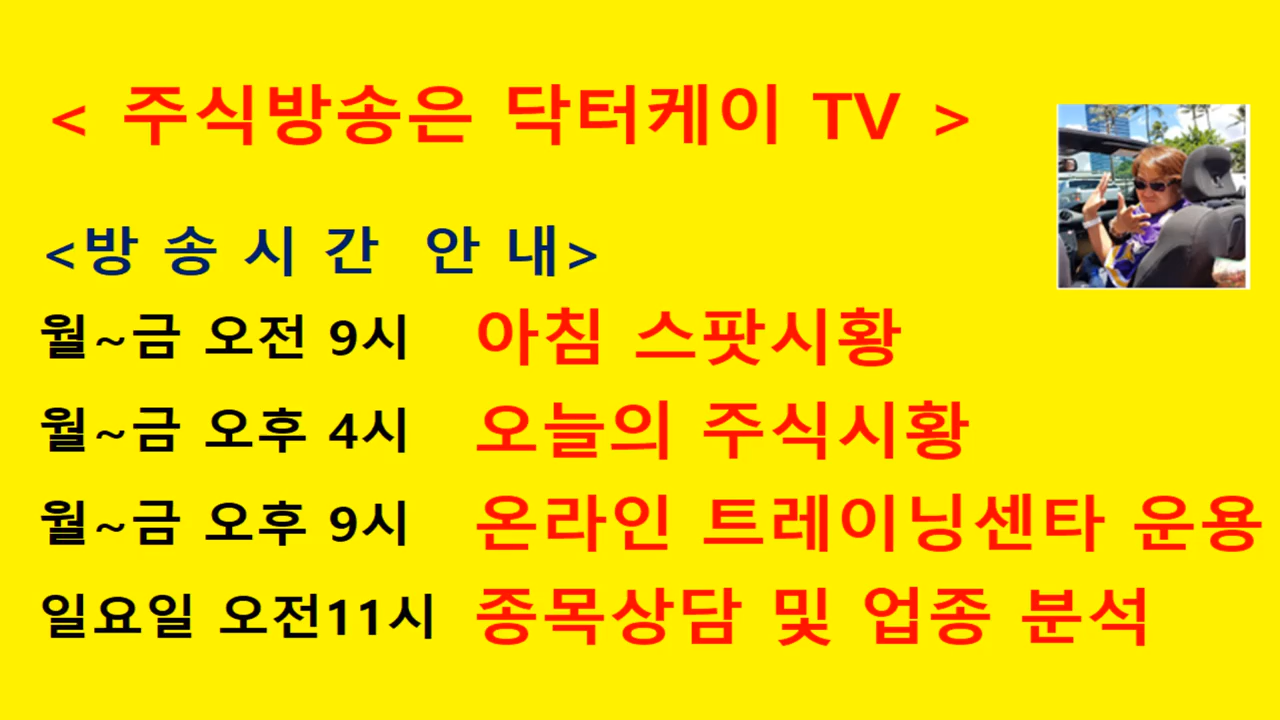 < 주식방송은 닥터케이 TV >
<방 송 시 간 안 내>
월~금 오전 9시 아침 스팟시황
월~금 오후 4시 오늘의 주식시황
월~금 오후 9시 온라인 트레이닝센타 운용
일요일 오전11시 종목상담 및 업종 분석